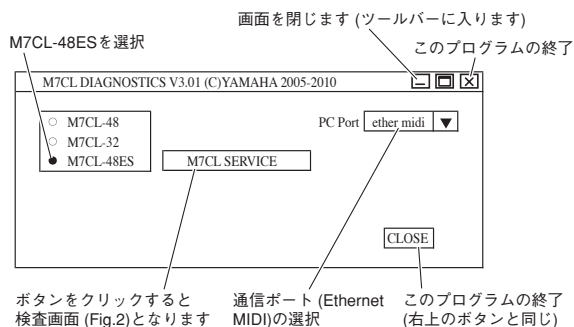 画面を閉じます (ツールバーに入ります)
M7CL-48ESを選択
このプログラムの終了
M7CL DIAGNOSTICS V3.01 (C)YAMAHA 2005-2010
M7CL-48
M7CL-32
M7CL-48ES
PC Port ether midi
M7CL SERVICE
CLOSE
ボタンをクリックすると
検査画面 (Fig.2)となります
通信ポート (Ethernet
MIDI)の選択
このプログラムの終了
(右上のボタンと同じ)